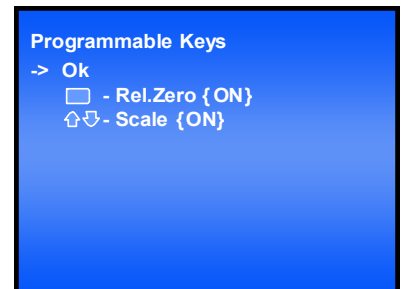 Programmable Keys
-> Ok
- Rel.Zero {ON}
- Scale {ON}